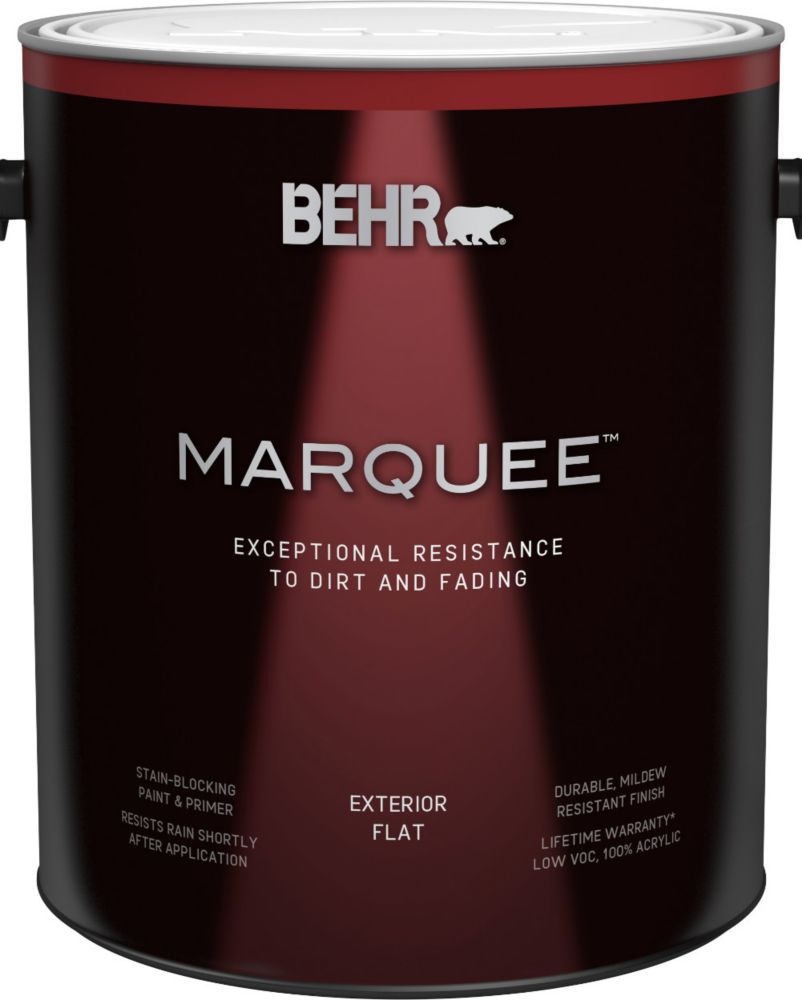 BEHR®
MARQUEE™
EXCEPTIONAL RESISTANCE
TO DIRT AND FADING
STAIN-BLOCKING
PAINT & PRIMER
RESISTS RAIN SHORTLY
AFTER APPLICATION
EXTERIOR
FLAT
DURABLE, MILDEW
RESISTANT FINISH
LIFETIME WARRANTY*
LOW VOC, 100% ACRYLIC